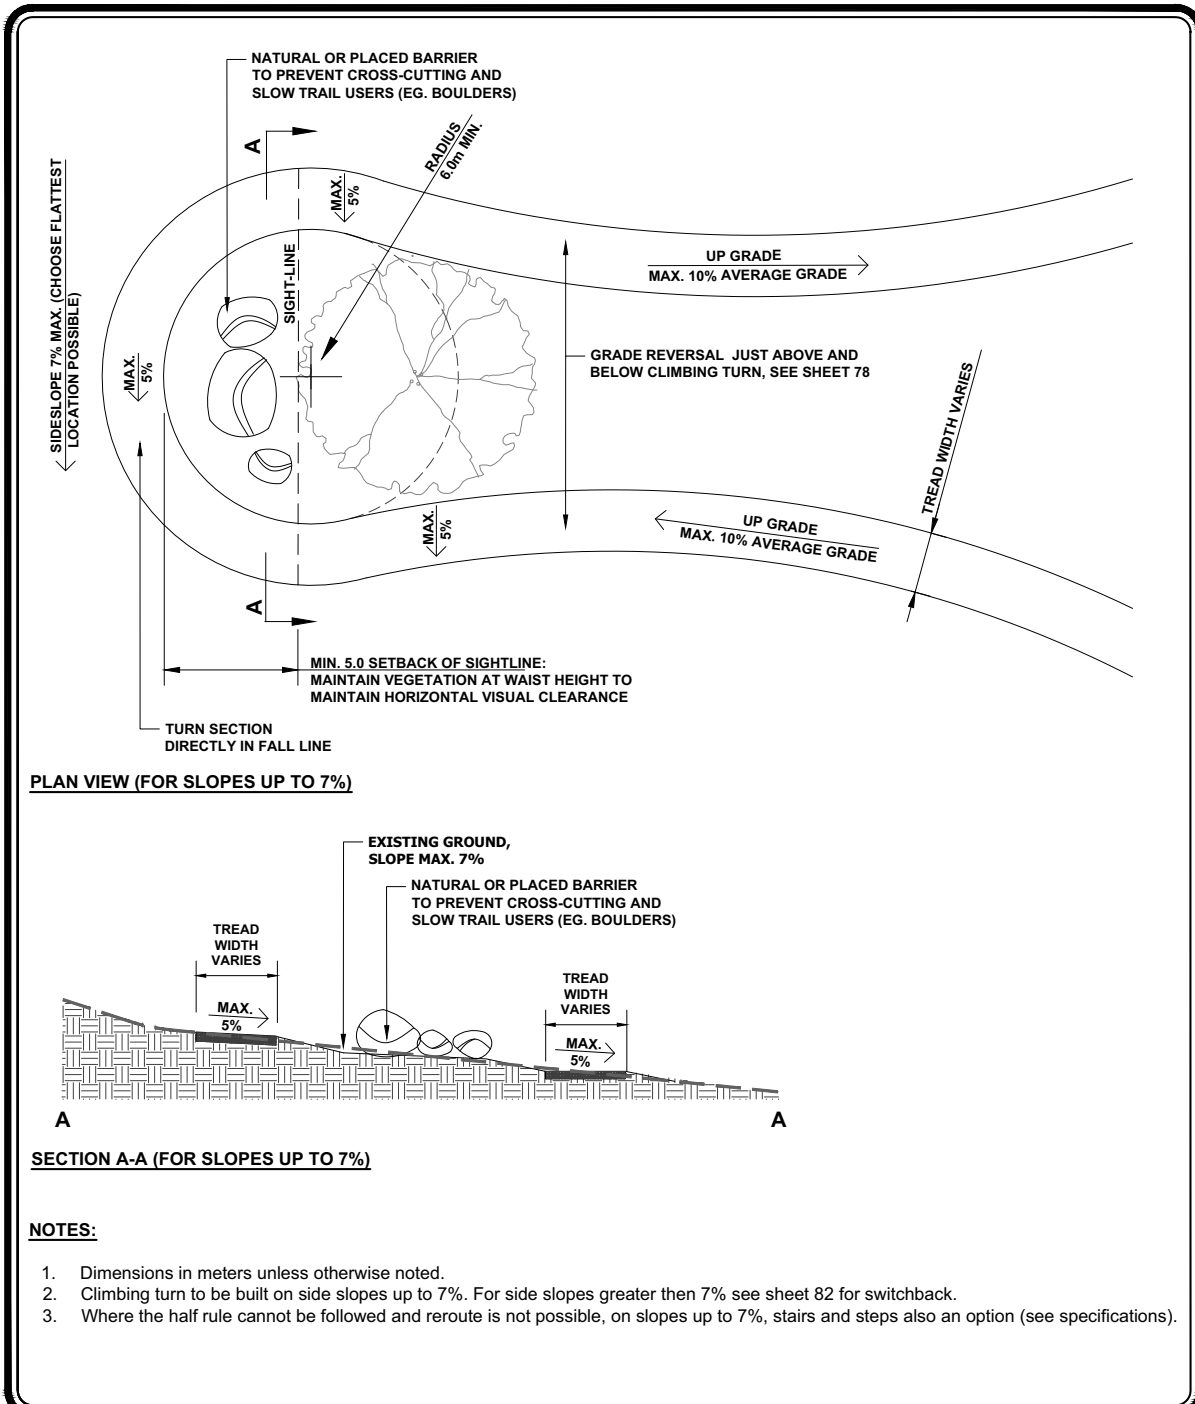 NATURAL OR PLACED BARRIER
TO PREVENT CROSS-CUTTING AND
SLOW TRAIL USERS (EG. BOULDERS)
A
RADIUS
6.0m MIN.
SIDESLOPE 7% MAX. (CHOOSE FLATTEST
LOCATION POSSIBLE)
MAX.
5%
SIGHT-LINE
UP GRADE
MAX. 10% AVERAGE GRADE
MAX.
5%
GRADE REVERSAL JUST ABOVE AND
BELOW CLIMBING TURN, SEE SHEET 78
TREAD WIDTH VARIES
MAX.
5%
UP GRADE
MAX. 10% AVERAGE GRADE
A
MIN. 5.0 SETBACK OF SIGHTLINE:
MAINTAIN VEGETATION AT WAIST HEIGHT TO
MAINTAIN HORIZONTAL VISUAL CLEARANCE
TURN SECTION
DIRECTLY IN FALL LINE
PLAN VIEW (FOR SLOPES UP TO 7%)
EXISTING GROUND,
SLOPE MAX. 7%
NATURAL OR PLACED BARRIER
TO PREVENT CROSS-CUTTING AND
SLOW TRAIL USERS (EG. BOULDERS)
TREAD
WIDTH
VARIES
MAX.
5%
TREAD
WIDTH
VARIES
MAX.
5%
A
A
SECTION A-A (FOR SLOPES UP TO 7%)
NOTES:
1. Dimensions in meters unless otherwise noted.
2. Climbing turn to be built on side slopes up to 7%. For side slopes greater then 7% see sheet 82 for switchback.
3. Where the half rule cannot be followed and reroute is not possible, on slopes up to 7%, stairs and steps also an option (see specifications).